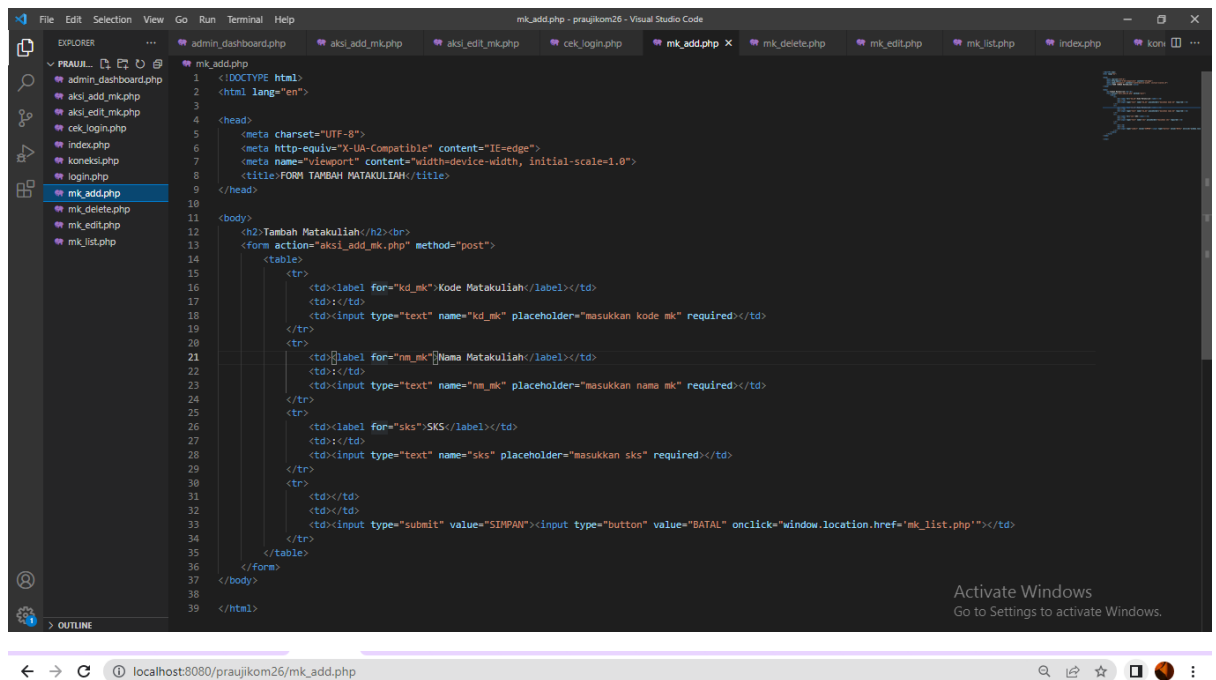 File Edit Selection View Go Run Terminal Help mk_add.php - praujikom26 - Visual Studio Code
EXPLORER ··· admin_dashboard.php aksi_add_mk.php aksi_edit_mk.php cek_login.php mk_add.php × mk_delete.php mk_edit.php mk_list.php index.php kon ···
PRAUJI...
admin_dashboard.php
aksi_add_mk.php
aksi_edit_mk.php
cek_login.php
index.php
koneksi.php
login.php
mk_add.php
mk_delete.php
mk_edit.php
mk_list.php
OUTLINE
1
mk_add.php
1 <!DOCTYPE html>
2 <html lang="en">
3
4 <head>
5 <meta charset="UTF-8">
6 <meta http-equiv="X-UA-Compatible" content="IE=edge">
7 <meta name="viewport" content="width=device-width, initial-scale=1.0">
8 <title>FORM TAMBAH MATAKULIAH</title>
9 </head>
10
11 <body>
12 <h2>Tambah Matakuliah</h2><br>
13 <form action="aksi_add_mk.php" method="post">
14 <table>
15 <tr>
16 <td><label for="kd_mk">Kode Matakuliah</label></td>
17 <td>:</td>
18 <td><input type="text" name="kd_mk" placeholder="masukkan kode mk" required></td>
19 </tr>
20 <tr>
21 <td><label for="nm_mk">Nama Matakuliah</label></td>
22 <td>:</td>
23 <td><input type="text" name="nm_mk" placeholder="masukkan nama mk" required></td>
24 </tr>
25 <tr>
26 <td><label for="sks">SKS</label></td>
27 <td>:</td>
28 <td><input type="text" name="sks" placeholder="masukkan sks" required></td>
29 </tr>
30 <tr>
31 <td></td>
32 <td></td>
33 <td><input type="submit" value="SIMPAN"><input type="button" value="BATAL" onclick="window.location.href='mk_list.php'"></td>
34 </tr>
35 </table>
36 </form>
37 </body>
38
39 </html>
Activate Windows
Go to Settings to activate Windows.
localhost:8080/praujikom26/mk_add.php